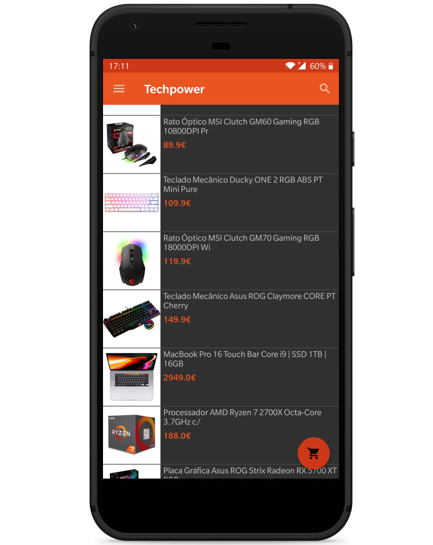 17:11
60%
Techpower
Rato Óptico MSI Clutch GM60 Gaming RGB
10800DPI Pr
89.9€
Teclado Mecânico Ducky ONE 2 RGB ABS PT
Mini Pure
109.9€
Rato Óptico MSI Clutch GM70 Gaming RGB
18000DPI Wi
119.9€
Teclado Mecânico Asus ROG Claymore CORE PT
Cherry
149.9€
MacBook Pro 16 Touch Bar Core i9 | SSD 1TB |
16GB
2949.0€
Processador AMD Ryzen 7 2700X Octa-Core
3.7GHz c/
188.0€
RYZEN
7
Placa Gráfica Asus ROG Strix Radeon RX 5700 XT